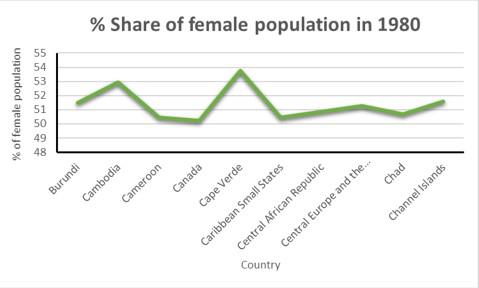 % Share of female population in 1980
% of female population
55
54
53
52
51
50
49
48
Burundi
Cambodia
Cameroon
Canada
Cape Verde
Caribbean Small States
Central African Republic
Central Europe and the...
Chad
Channel Islands
Country